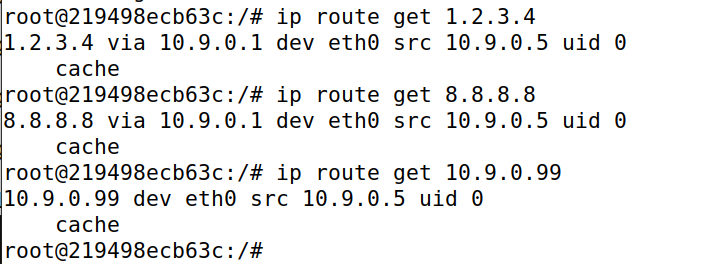 root@219498ecb63c:/# ip route get 1.2.3.4
1.2.3.4 via 10.9.0.1 dev eth0 src 10.9.0.5 uid 0
    cache
root@219498ecb63c:/# ip route get 8.8.8.8
8.8.8.8 via 10.9.0.1 dev eth0 src 10.9.0.5 uid 0
    cache
root@219498ecb63c:/# ip route get 10.9.0.99
10.9.0.99 dev eth0 src 10.9.0.5 uid 0
    cache
root@219498ecb63c:/#